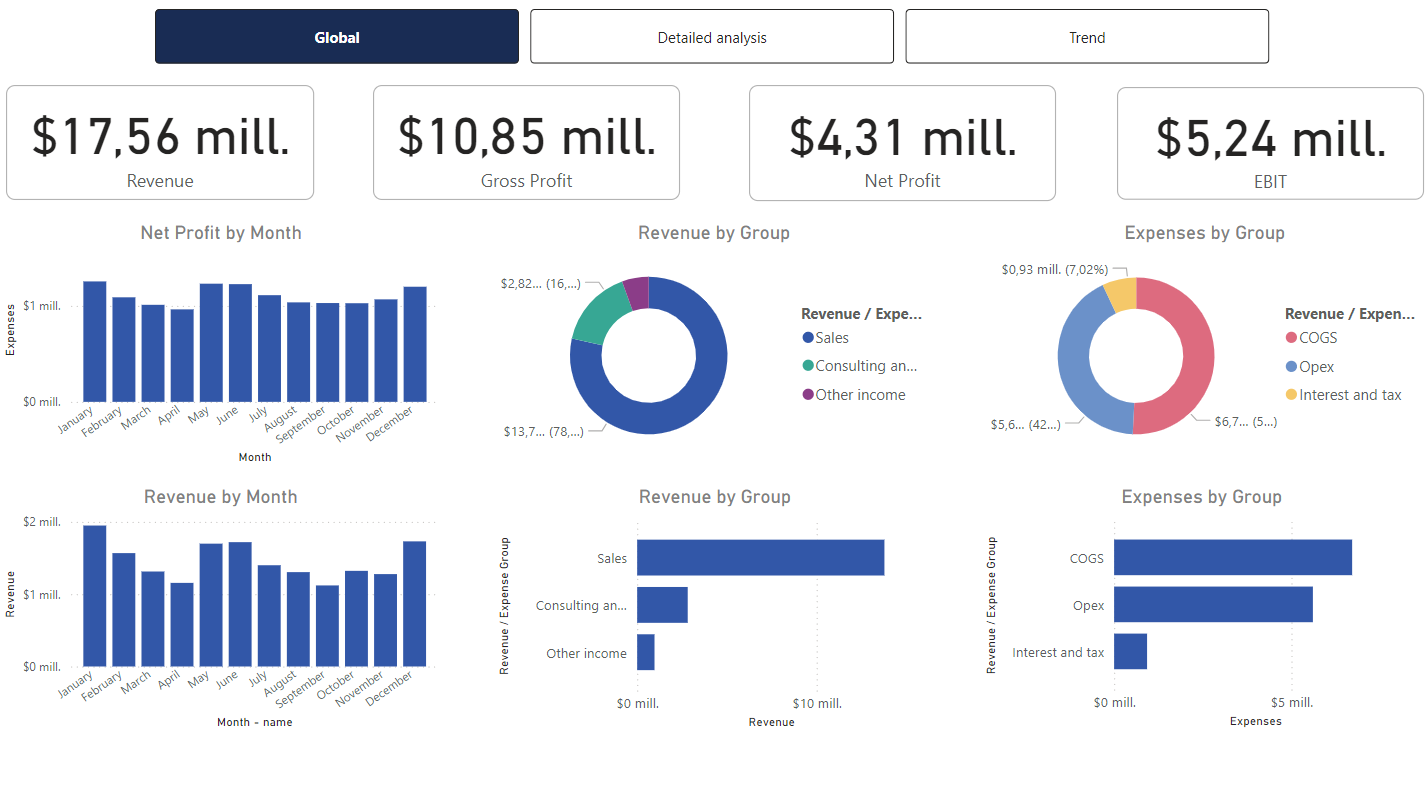 Global
Detailed analysis
Trend
$17,56 mill.
Revenue
$10,85 mill.
Gross Profit
$4,31 mill.
Net Profit
$5,24 mill.
EBIT
Net Profit by Month
Expenses
$1 mill.
$0 mill.
January
February
March
April
May
June
July
August
September
October
November
December
Month
Revenue by Group
$2,82... (16,...)
$13,7... (78,...)
Revenue / Expe...
Sales
Consulting an...
Other income
Expenses by Group
$0,93 mill. (7,02%)
$5,6... (42...)
$6,7... (5...)
Revenue / Expen...
COGS
Opex
Interest and tax
Revenue by Month
Revenue
$2 mill.
$1 mill.
$0 mill.
January
February
March
April
May
June
July
August
September
October
November
December
Month - name
Revenue by Group
Revenue / Expense Group
Sales
Consulting an...
Other income
$0 mill.
$10 mill.
Revenue
Expenses by Group
Revenue / Expense Group
COGS
Opex
Interest and tax
$0 mill.
$5 mill.
Expenses